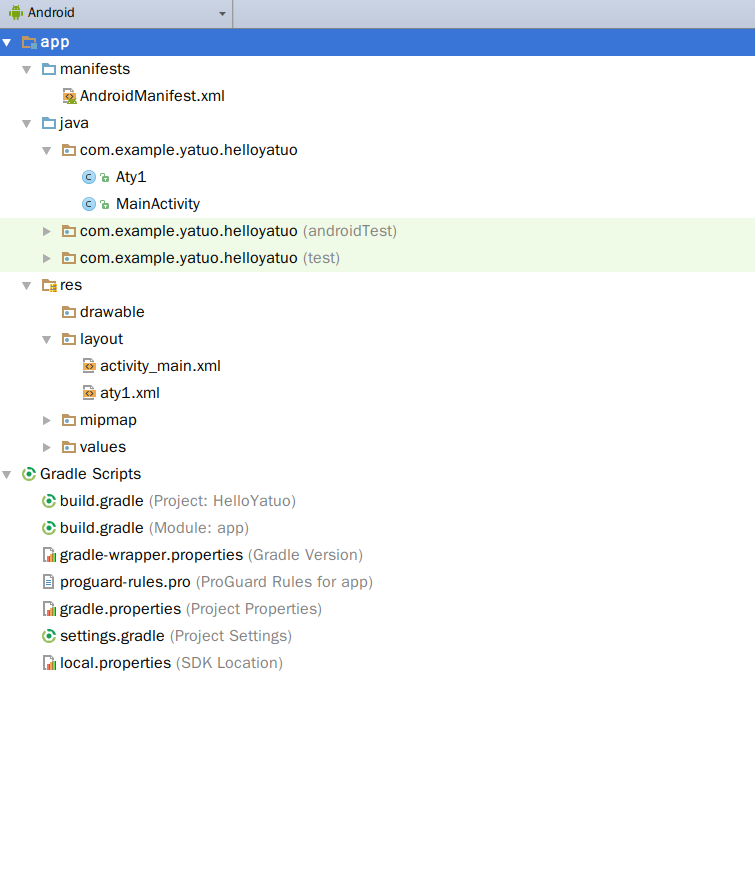 Android
app
manifests
AndroidManifest.xml
java
com.example.yatuo.helloyatuo
C Aty1
C MainActivity
com.example.yatuo.helloyatuo (androidTest)
com.example.yatuo.helloyatuo (test)
res
drawable
layout
activity_main.xml
aty1.xml
mipmap
values
Gradle Scripts
build.gradle (Project: HelloYatuo)
build.gradle (Module: app)
gradle-wrapper.properties (Gradle Version)
proguard-rules.pro (ProGuard Rules for app)
gradle.properties (Project Properties)
settings.gradle (Project Settings)
local.properties (SDK Location)